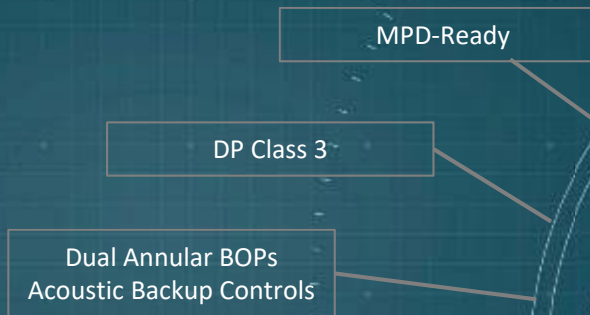 MPD-Ready
DP Class 3
Dual Annular BOPs
Acoustic Backup Controls